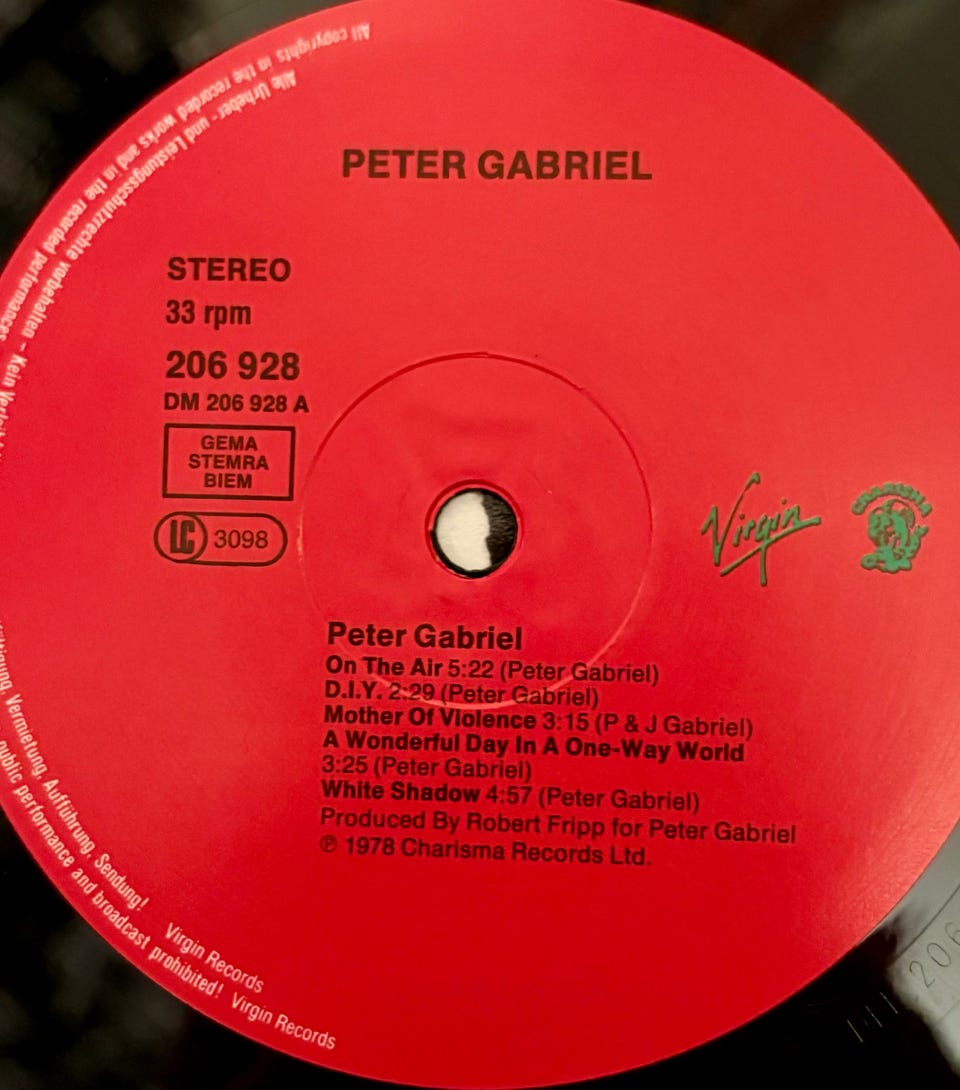 All copyrights in the recorded works and in the recorded performances
Alle Urheber - und Leistungsschutzrechte vorbehalten - Kein
PETER GABRIEL
STEREO
33 rpm
206 928
DM 206 928 A
GEMA
STEMRA
BIEM
LC 3098
Virgin
CHARISMA
Peter Gabriel
On The Air 5:22 (Peter Gabriel)
D.I.Y. 2:29 (Peter Gabriel)
Mother Of Violence 3:15 (P & J Gabriel)
A Wonderful Day In A One-Way World
3:25 (Peter Gabriel)
White Shadow 4:57 (Peter Gabriel)
Produced By Robert Fripp for Peter Gabriel
℗ 1978 Charisma Records Ltd.
Vermietung, Aufführung, Sendung! Virgin Records
public performance and broadcast prohibited! Virgin Records
206